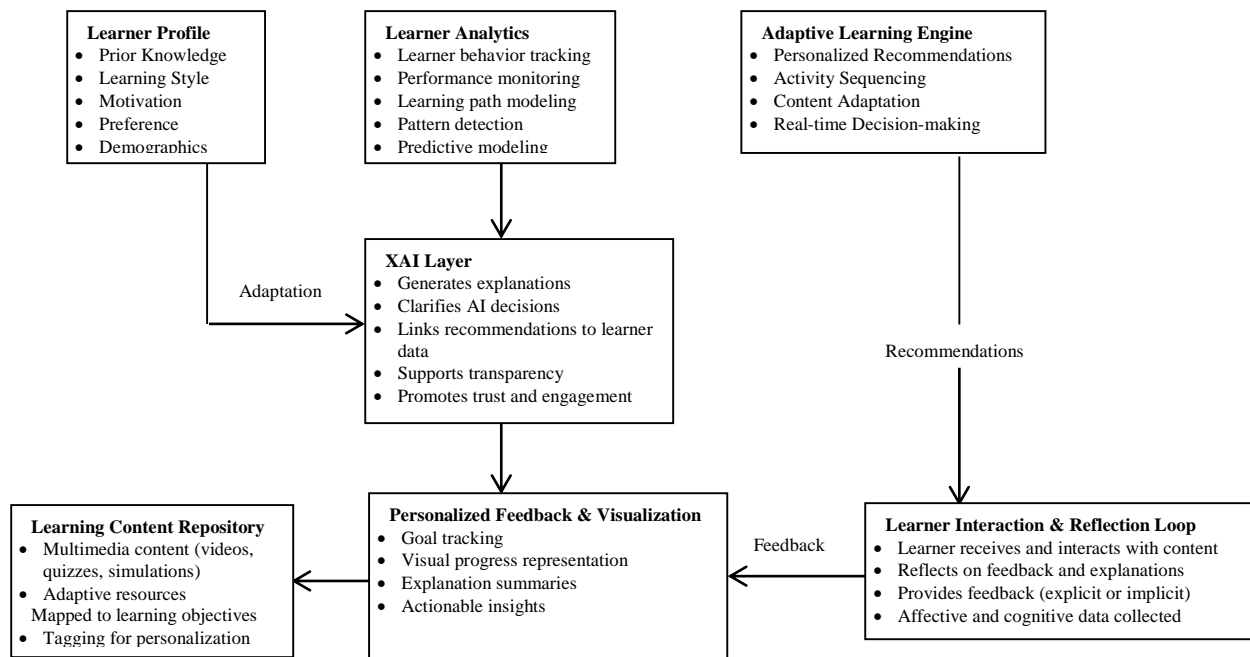 Learner Profile
• Prior Knowledge
• Learning Style
• Motivation
• Preference
• Demographics
Learner Analytics
• Learner behavior tracking
• Performance monitoring
• Learning path modeling
• Pattern detection
• Predictive modeling
Adaptive Learning Engine
• Personalized Recommendations
• Activity Sequencing
• Content Adaptation
• Real-time Decision-making
Adaptation
XAI Layer
• Generates explanations
• Clarifies AI decisions
• Links recommendations to learner
data
• Supports transparency
• Promotes trust and engagement
Recommendations
Learning Content Repository
• Multimedia content (videos,
quizzes, simulations)
• Adaptive resources
Mapped to learning objectives
• Tagging for personalization
Personalized Feedback & Visualization
• Goal tracking
• Visual progress representation
• Explanation summaries
• Actionable insights
Feedback
Learner Interaction & Reflection Loop
• Learner receives and interacts with content
• Reflects on feedback and explanations
• Provides feedback (explicit or implicit)
• Affective and cognitive data collected